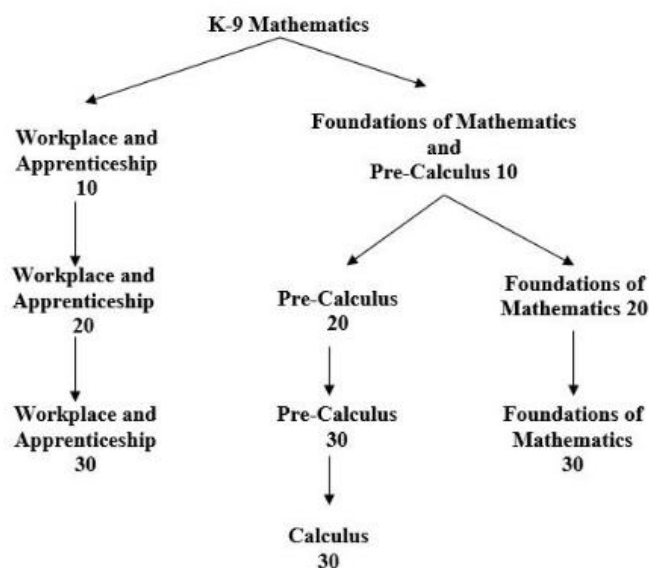 K-9 Mathematics
Workplace and
Apprenticeship
10
Foundations of Mathematics
and
Pre-Calculus 10
Workplace and
Apprenticeship
20
Pre-Calculus
20
Foundations of
Mathematics 20
Workplace and
Apprenticeship
30
Pre-Calculus
30
Foundations of
Mathematics
30
Calculus
30